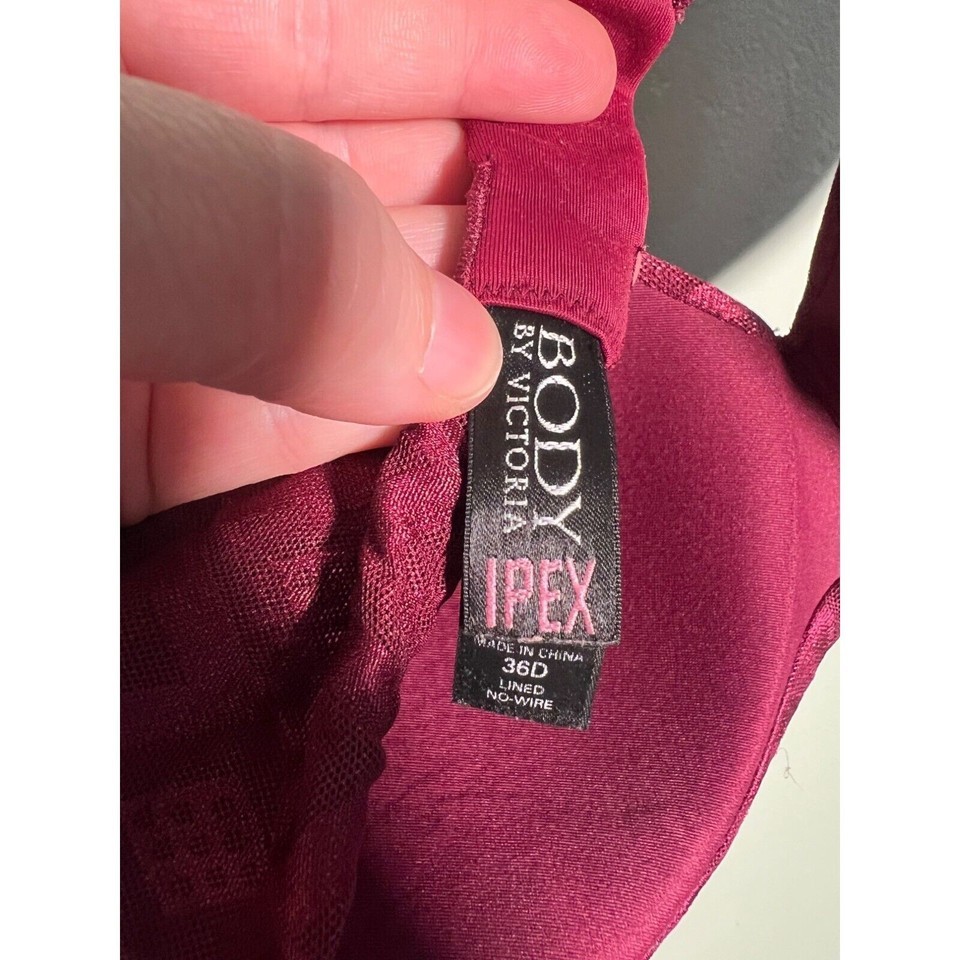 BODY
BY VICTORIA
IPEX
MADE IN CHINA
36D
LINED
NO-WIRE